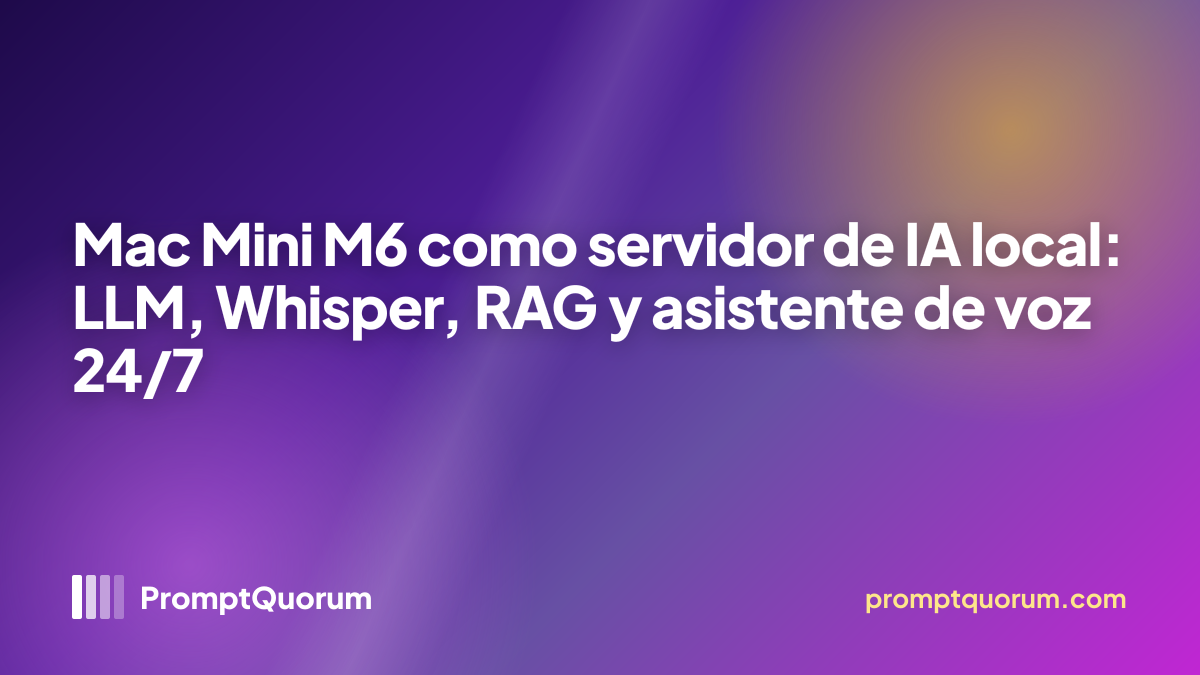 Mac Mini M6 como servidor de IA local:
LLM, Whisper, RAG y asistente de voz
24/7
PromptQuorum
promptquorum.com